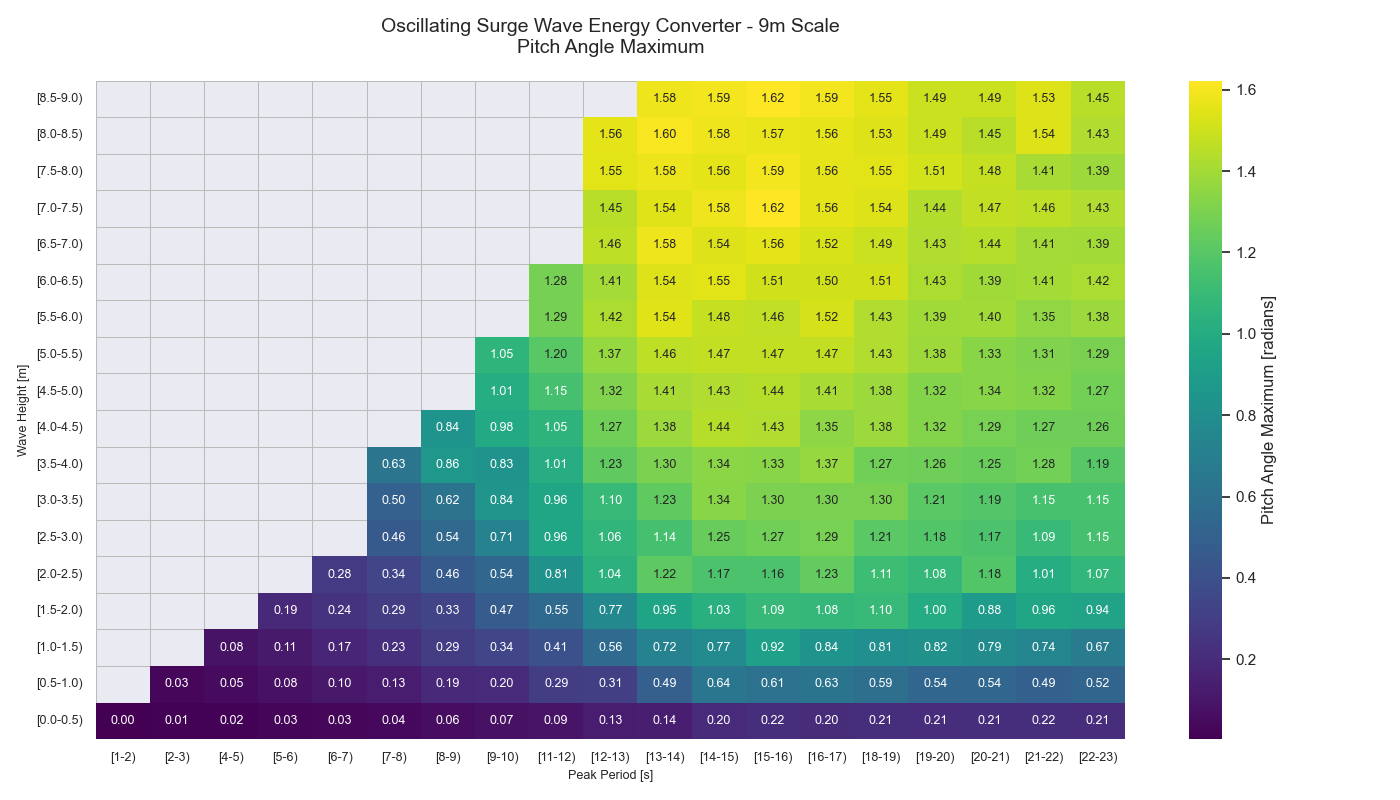 Oscillating Surge Wave Energy Converter - 9m Scale
Pitch Angle Maximum
[8.5-9.0) 1.58 1.59 1.62 1.59 1.55 1.49 1.49 1.53 1.45
[8.0-8.5) 1.56 1.60 1.58 1.57 1.56 1.53 1.49 1.45 1.54 1.43
[7.5-8.0) 1.55 1.58 1.56 1.59 1.56 1.55 1.51 1.48 1.41 1.39
[7.0-7.5) 1.45 1.54 1.58 1.62 1.56 1.54 1.44 1.47 1.46 1.43
[6.5-7.0) 1.46 1.58 1.54 1.56 1.52 1.49 1.43 1.44 1.41 1.39
[6.0-6.5) 1.28 1.41 1.54 1.55 1.51 1.50 1.51 1.43 1.39 1.41 1.42
[5.5-6.0) 1.29 1.42 1.54 1.48 1.46 1.52 1.43 1.39 1.40 1.35 1.38
[5.0-5.5) 1.05 1.20 1.37 1.46 1.47 1.47 1.47 1.43 1.38 1.33 1.31 1.29
[4.5-5.0) 1.01 1.15 1.32 1.41 1.43 1.44 1.41 1.38 1.32 1.34 1.32 1.27
[4.0-4.5) 0.84 0.98 1.05 1.27 1.38 1.44 1.43 1.35 1.38 1.32 1.29 1.27 1.26
[3.5-4.0) 0.63 0.86 0.83 1.01 1.23 1.30 1.34 1.33 1.37 1.27 1.26 1.25 1.28 1.19
[3.0-3.5) 0.50 0.62 0.84 0.96 1.10 1.23 1.34 1.30 1.30 1.30 1.21 1.19 1.15 1.15
[2.5-3.0) 0.46 0.54 0.71 0.96 1.06 1.14 1.25 1.27 1.29 1.21 1.18 1.17 1.09 1.15
[2.0-2.5) 0.28 0.34 0.46 0.54 0.81 1.04 1.22 1.17 1.16 1.23 1.11 1.08 1.18 1.01 1.07
[1.5-2.0) 0.19 0.24 0.29 0.33 0.47 0.55 0.77 0.95 1.03 1.09 1.08 1.10 1.00 0.88 0.96 0.94
[1.0-1.5) 0.08 0.11 0.17 0.23 0.29 0.34 0.41 0.56 0.72 0.77 0.92 0.84 0.81 0.82 0.79 0.74 0.67
[0.5-1.0) 0.03 0.05 0.08 0.10 0.13 0.19 0.20 0.29 0.31 0.49 0.64 0.61 0.63 0.59 0.54 0.54 0.49 0.52
[0.0-0.5) 0.00 0.01 0.02 0.03 0.03 0.04 0.06 0.07 0.09 0.13 0.14 0.20 0.22 0.20 0.21 0.21 0.21 0.22 0.21
[1-2) [2-3) [4-5) [5-6) [6-7) [7-8) [8-9) [9-10) [11-12) [12-13) [13-14) [14-15) [15-16) [16-17) [18-19) [19-20) [20-21) [21-22) [22-23)
Peak Period [s]
Wave Height [m]
1.6
1.4
1.2
1.0
0.8
0.6
0.4
0.2
Pitch Angle Maximum [radians]